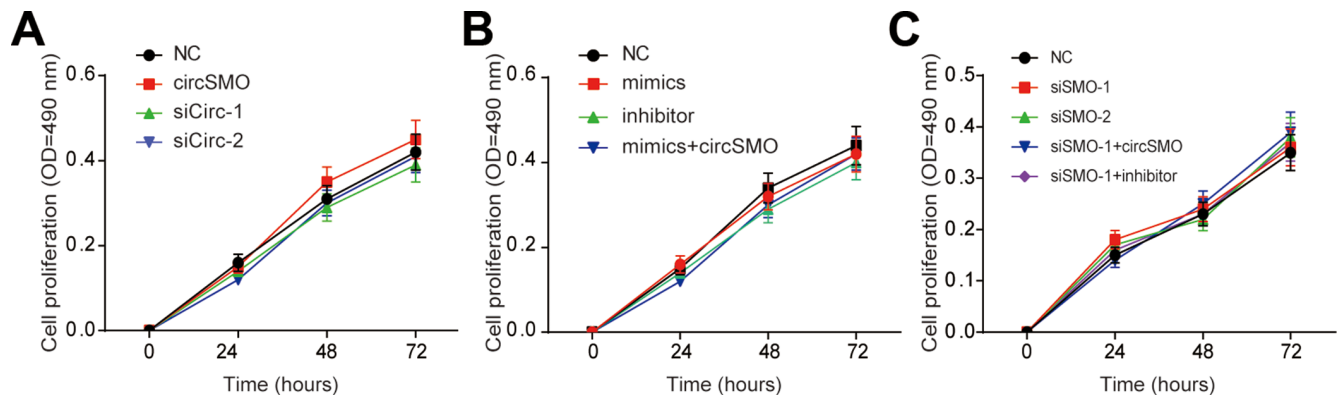 A
NC
circSMO
siCirc-1
siCirc-2
Cell proliferation (OD=490 nm)
0.6
0.4
0.2
0.0
0 24 48 72
Time (hours)
B
NC
mimics
inhibitor
mimics+circSMO
Cell proliferation (OD=490 nm)
0.6
0.4
0.2
0.0
0 24 48 72
Time (hours)
C
NC
siSMO-1
siSMO-2
siSMO-1+circSMO
siSMO-1+inhibitor
Cell proliferation (OD=490 nm)
0.5
0.4
0.3
0.2
0.1
0.0
0 24 48 72
Time (hours)